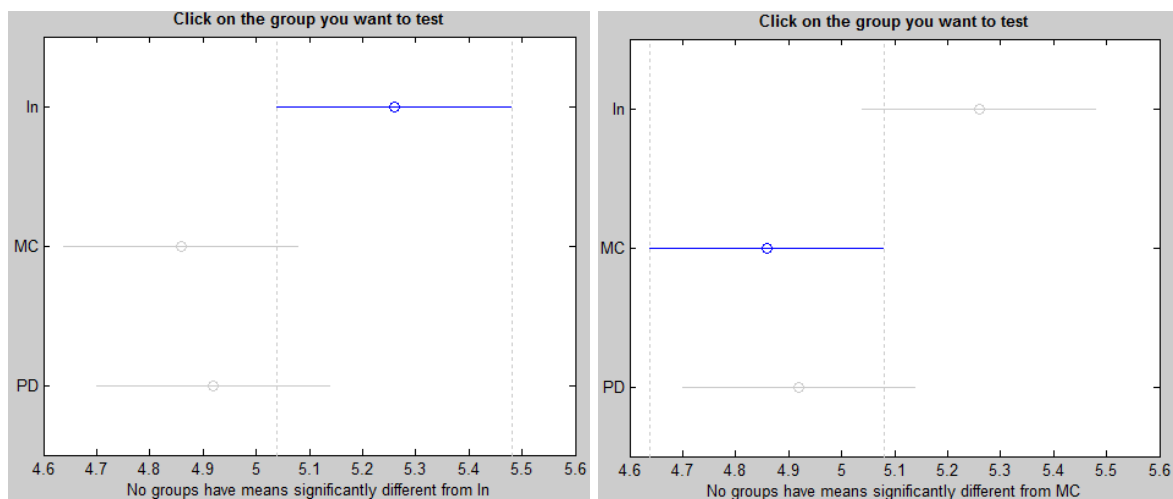 Click on the group you want to test
In
MC
PD
4.6 4.7 4.8 4.9 5 5.1 5.2 5.3 5.4 5.5 5.6
No groups have means significantly different from In
Click on the group you want to test
In
MC
PD
4.6 4.7 4.8 4.9 5 5.1 5.2 5.3 5.4 5.5 5.6
No groups have means significantly different from MC